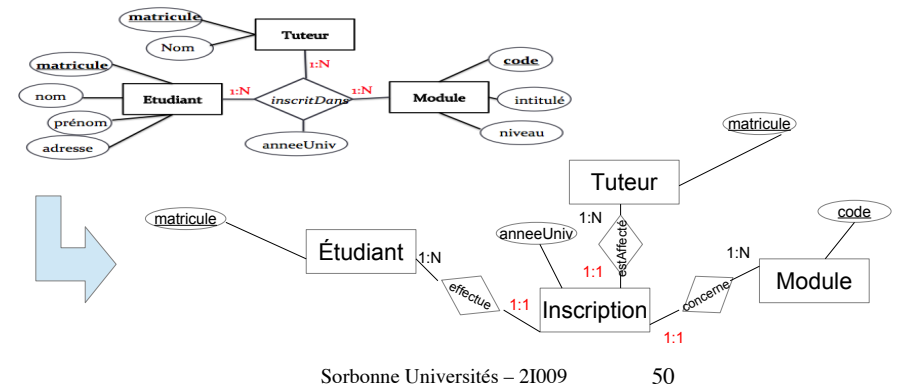 matricule
Tuteur
Nom
1:N
matricule
code
1:N
1:N
nom
Etudiant
inscritDans
Module
intitulé
prénom
niveau
adresse
anneeUniv
matricule
Tuteur
matricule
code
1:N
anneeUniv
estAffecté
Étudiant
1:N
1:N
1:1
Module
effectue
1:1
Inscription
concerne
1:1
Sorbonne Universités – 2I009
50